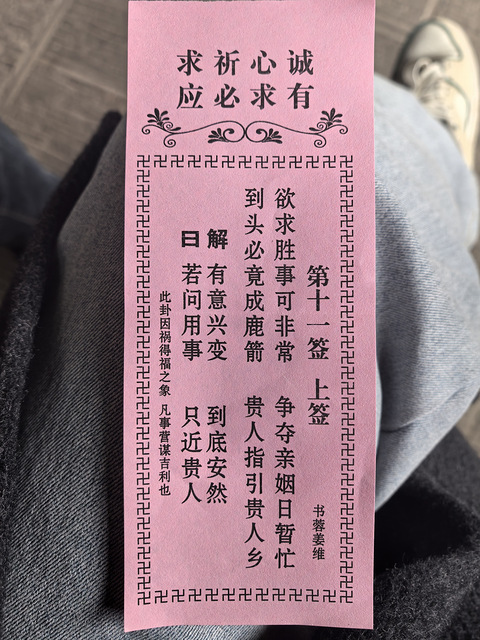 诚心祈求
有求必应
第十一签 上签
书蓉姜维
欲求胜事可非常 争夺亲姻日暂忙
到头必竟成鹿箭 贵人指引贵人乡
解 有意兴变 到底安然
曰 若问用事 只近贵人
此卦因祸得福之象 凡事营谋吉利也